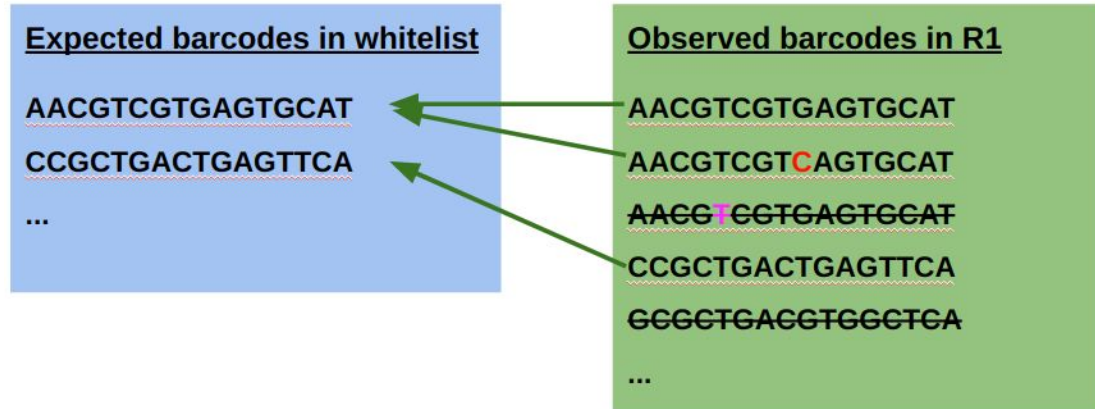 Expected barcodes in whitelist
AACGTCGTGAGTGCAT
CCGCTGACTGAGTTCA
...
Observed barcodes in R1
AACGTCGTGAGTGCAT
AACGTCGTCAGTGCAT
AACGTCGTGAGTGCAT
CCGCTGACTGAGTTCA
GCGCTGACGTGGCTCA
...